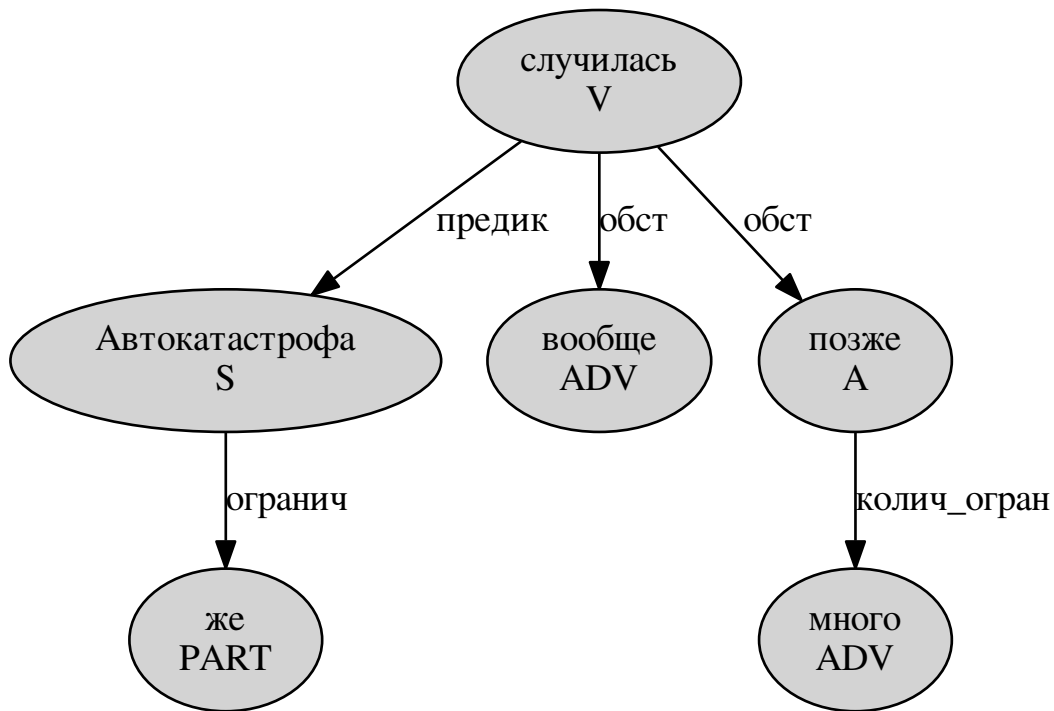 случилась
V
предик
обст
обст
Автокатастрофа
S
вообще
ADV
позже
A
огранич
колич_огран
же
PART
много
ADV